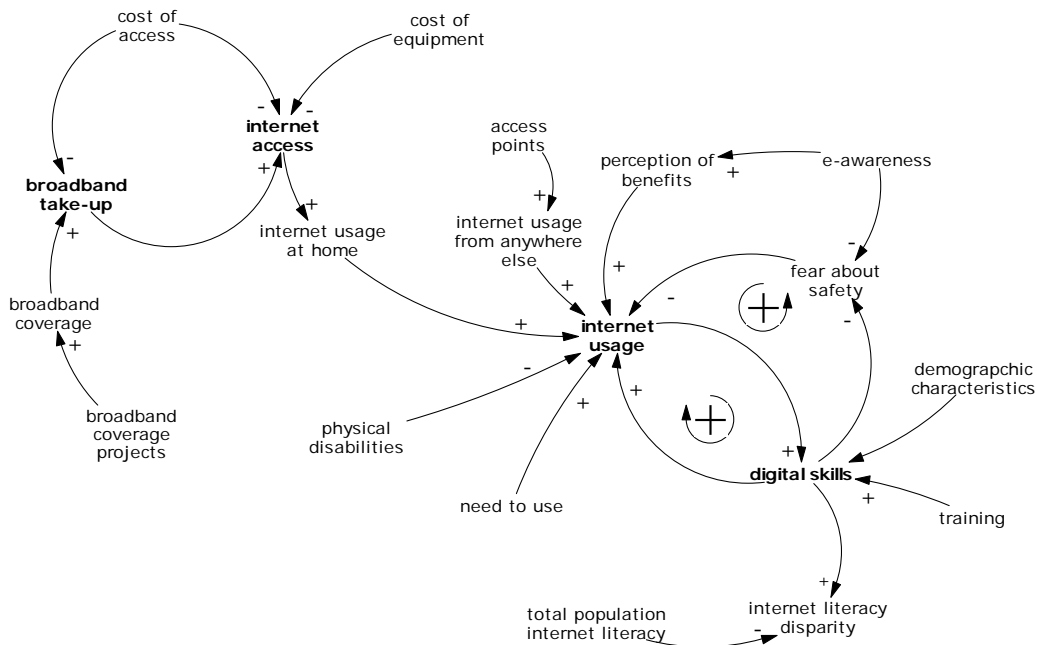 cost of
access
cost of
equipment
-
-
internet
access
+
-
broadband
take-up
+
+
internet usage
at home
access
points
+
internet usage
from anywhere
else
+
perception of
benefits
+
e-awareness
+
-
fear about
safety
-
-
+
broadband
coverage
+
broadband
coverage
projects
+
internet
usage
-
physical
disabilities
+
need to use
+
+
demograpchic
characteristics
+
digital skills
+
training
+
internet literacy
disparity
total population
internet literacy
-